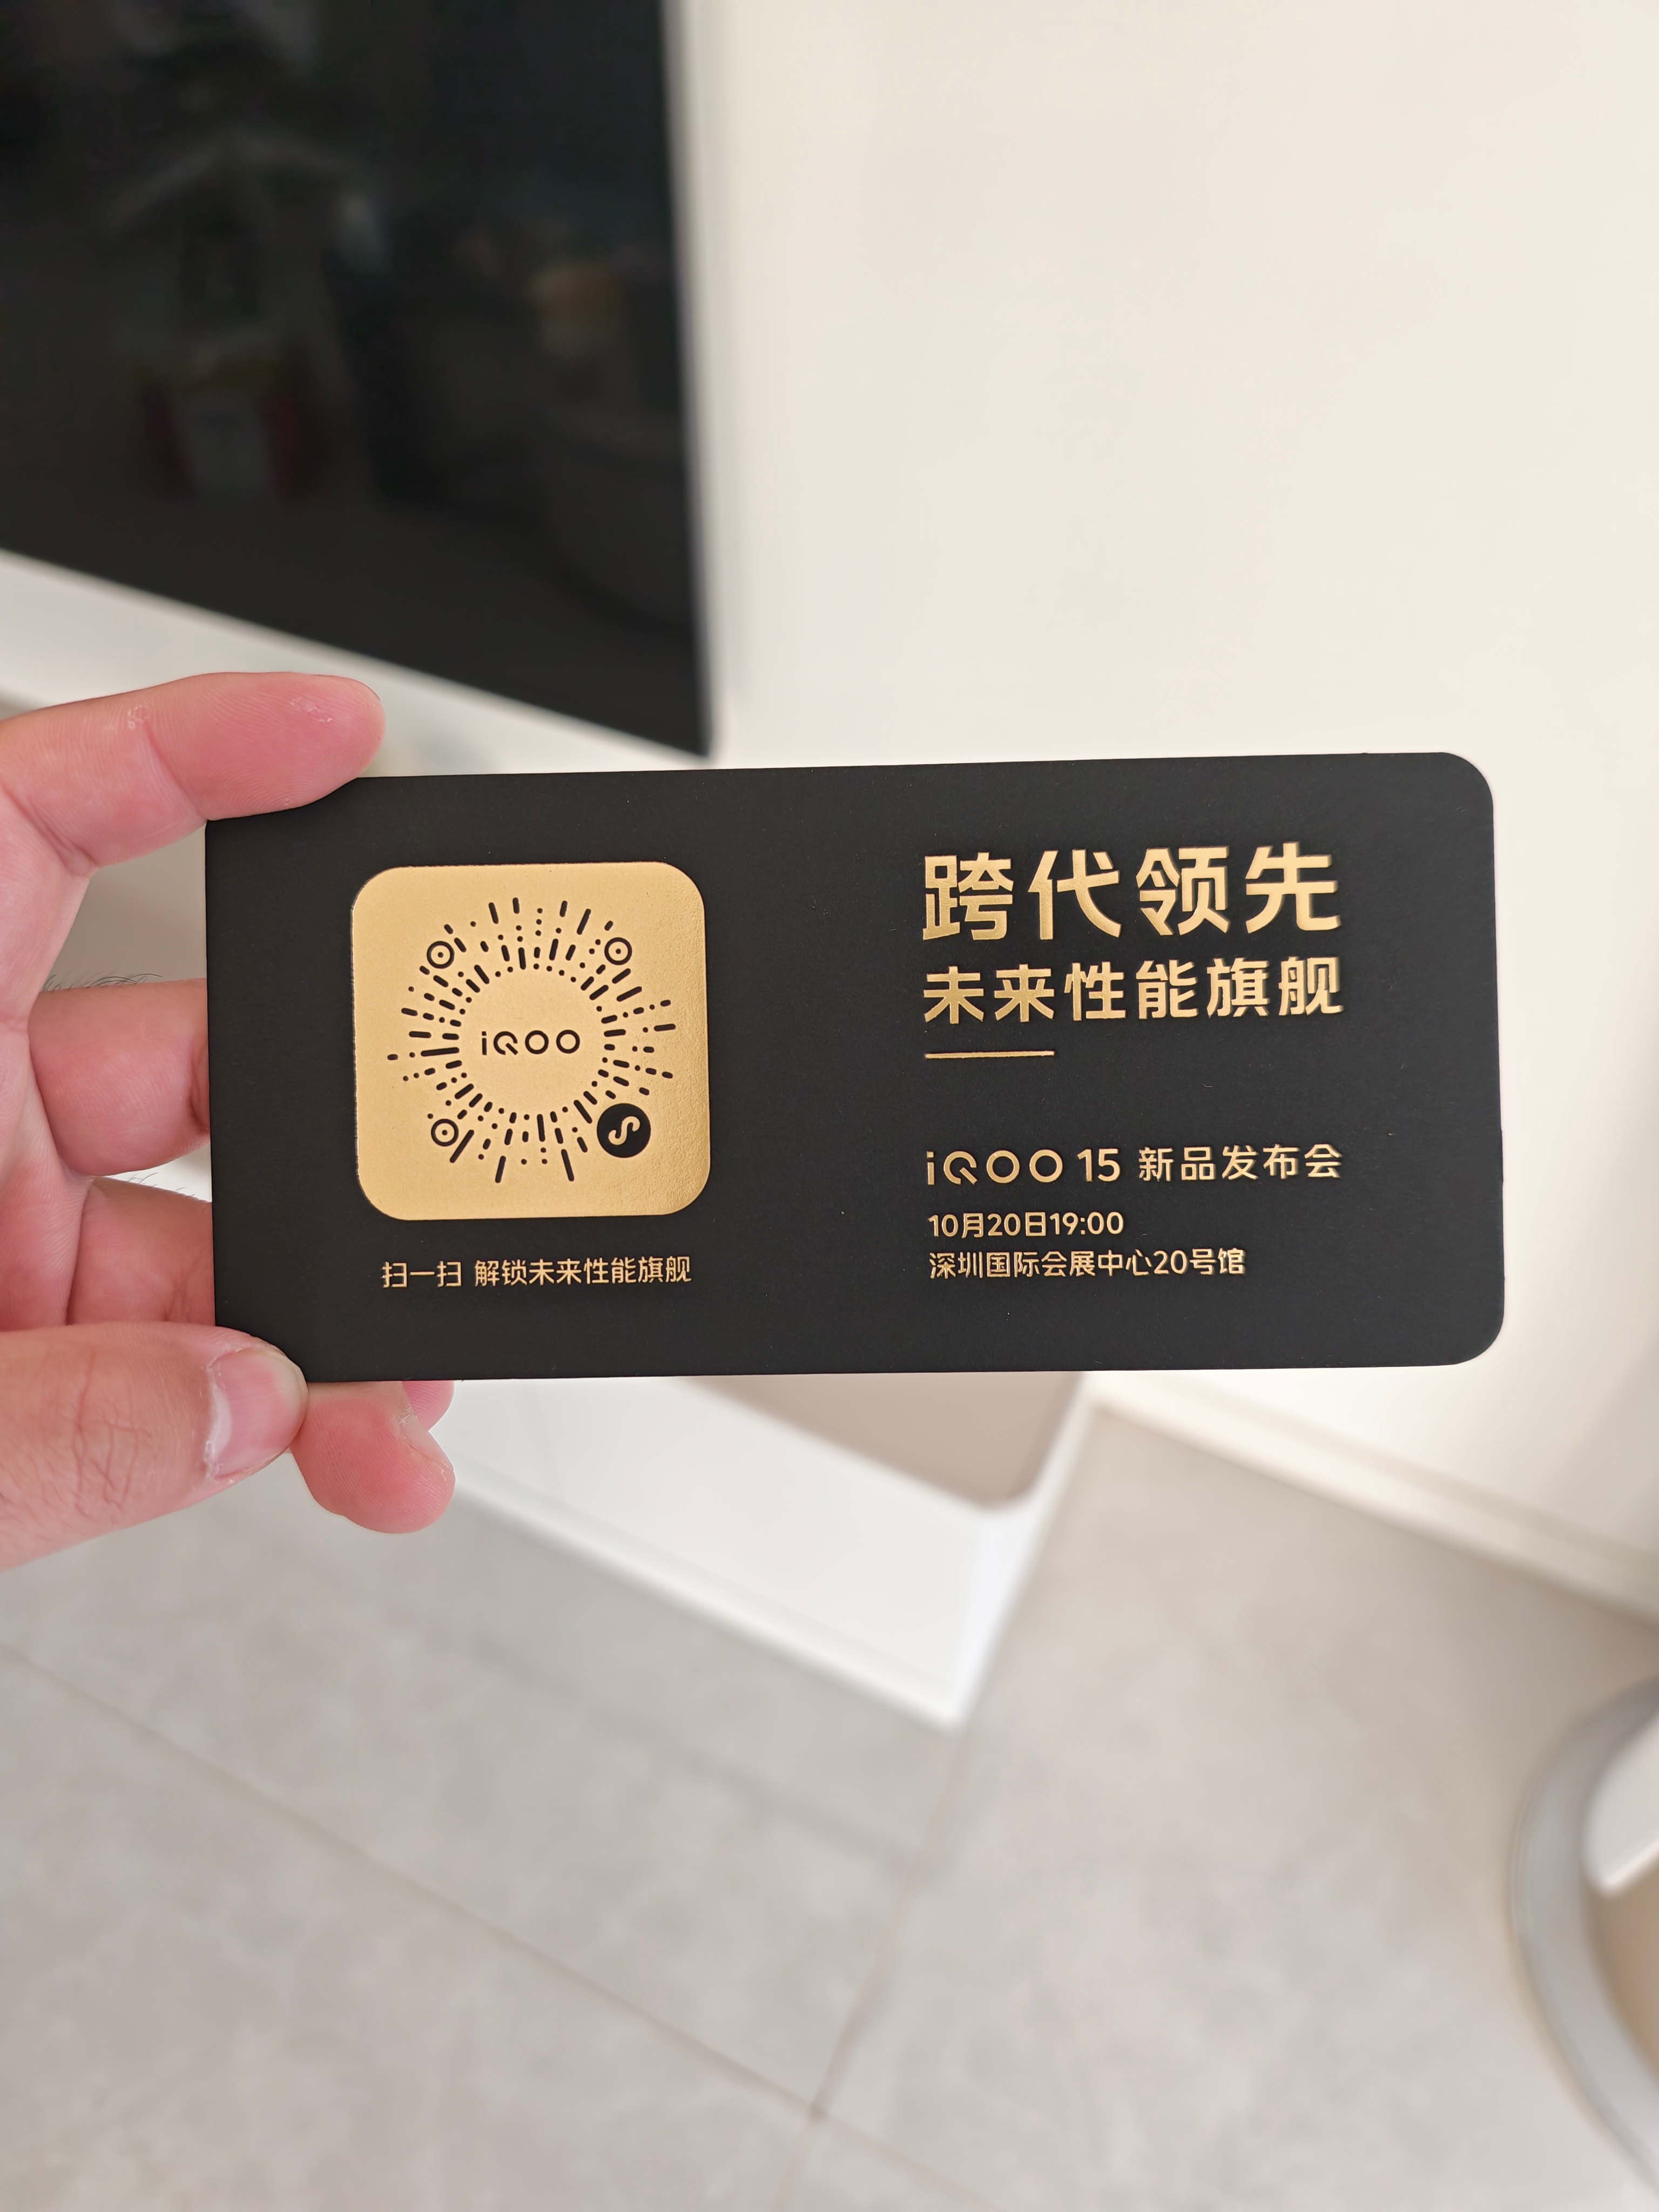 iQOO
扫一扫 解锁未来性能旗舰
跨代领先
未来性能旗舰
iQOO 15 新品发布会
10月20日19:00
深圳国际会展中心20号馆